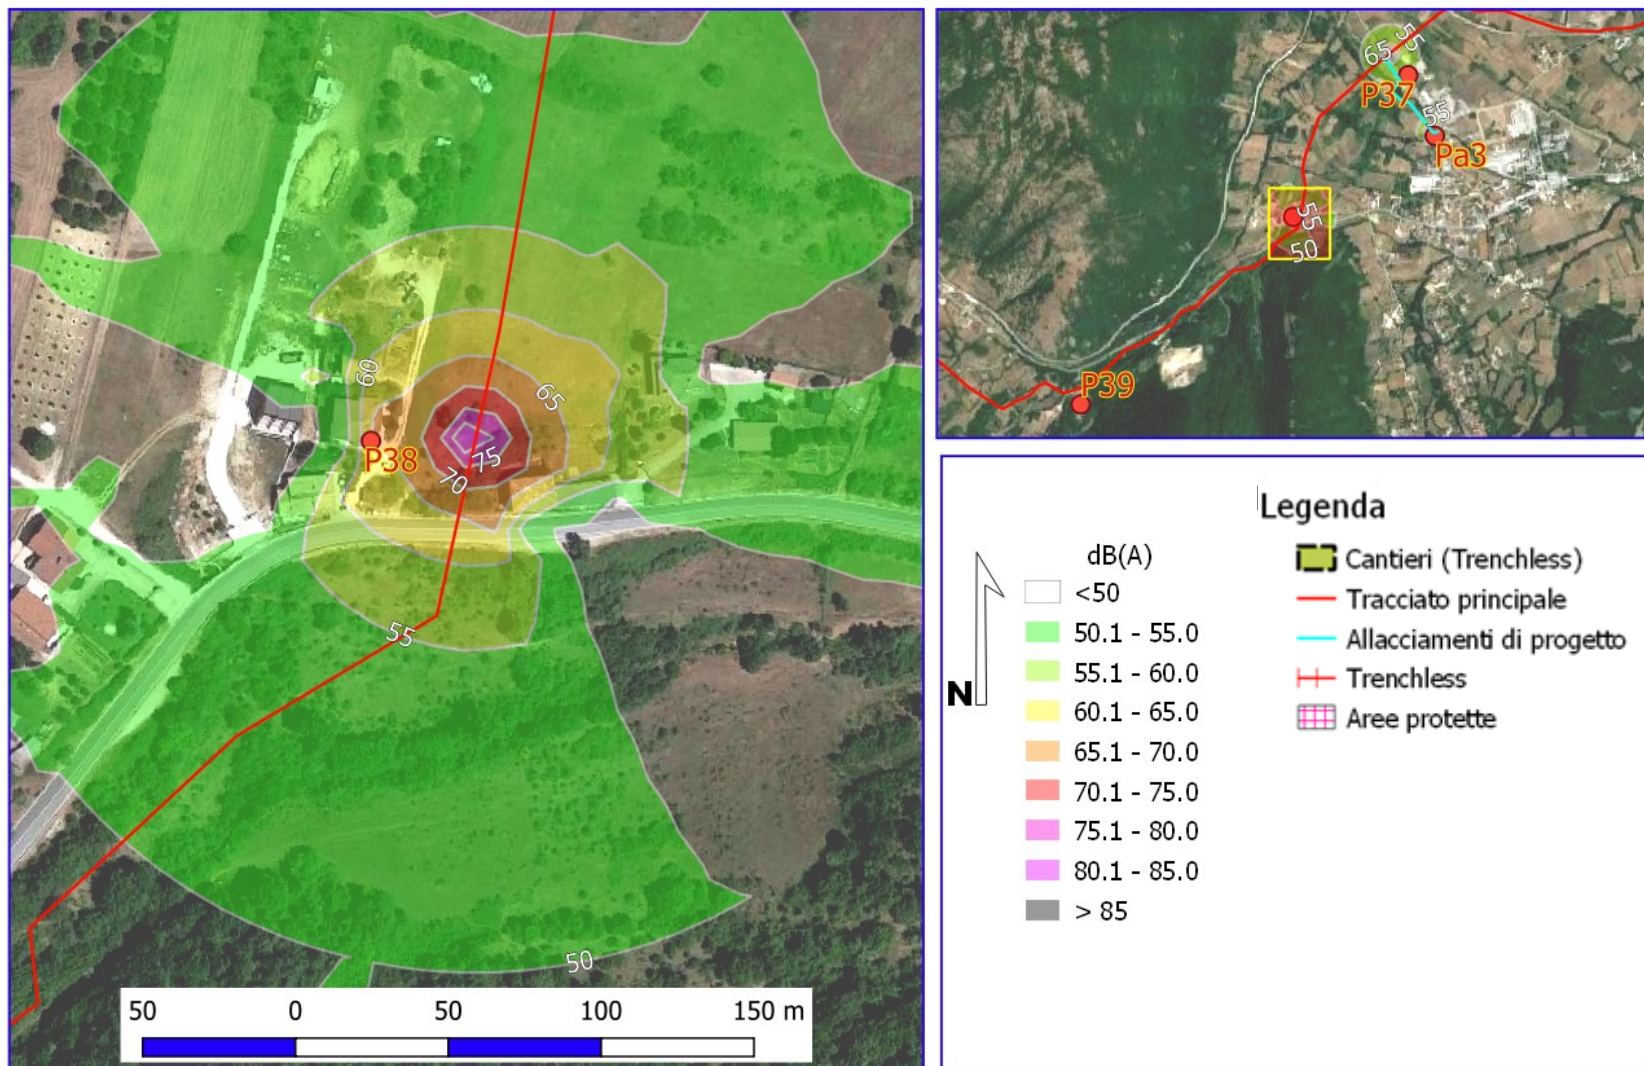 60
65
P38
75
70
55
50
50 0 50 100 150 m
55
65
P37
55
Pa3
55
50
P39
Legenda
dB(A)
<50
50.1 - 55.0
55.1 - 60.0
60.1 - 65.0
65.1 - 70.0
70.1 - 75.0
75.1 - 80.0
80.1 - 85.0
> 85
N
Cantieri (Trenchless)
Tracciato principale
Allacciamenti di progetto
Trenchless
Aree protette